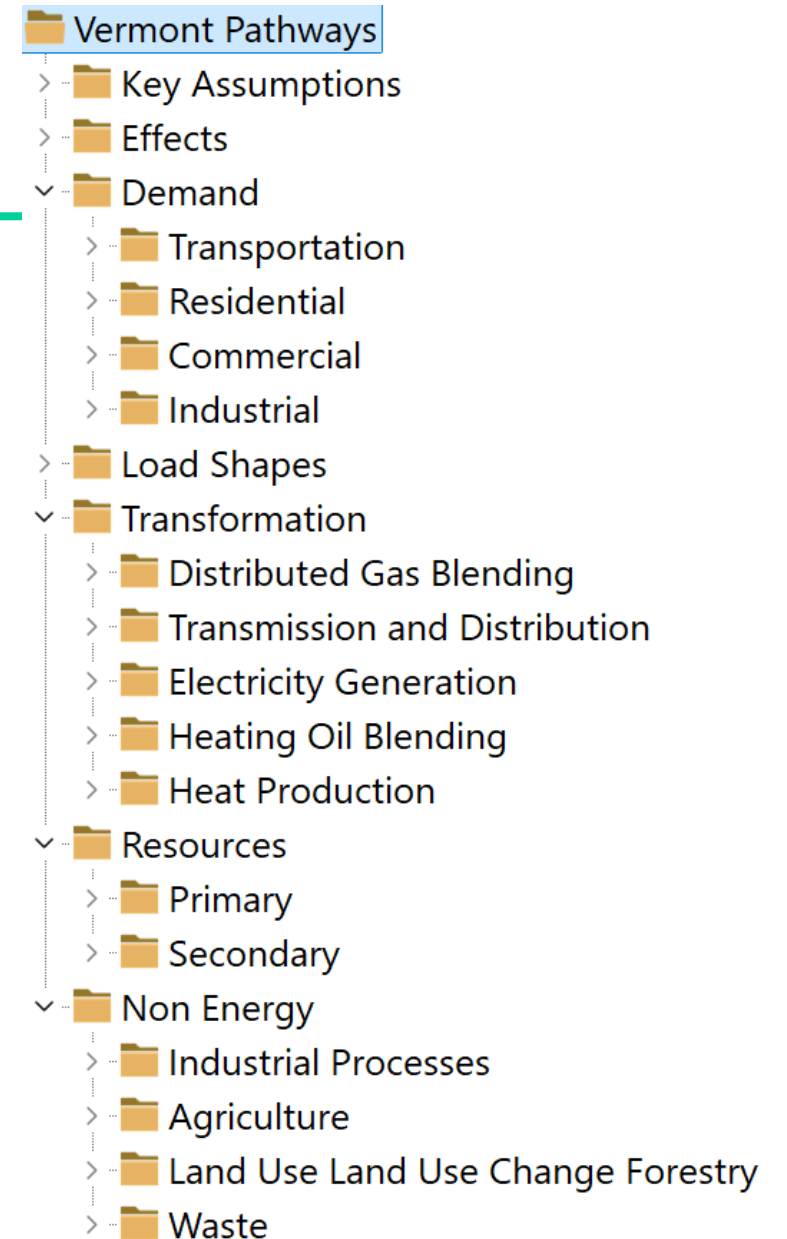 Vermont Pathways
Key Assumptions
Effects
Demand
Transportation
Residential
Commercial
Industrial
Load Shapes
Transformation
Distributed Gas Blending
Transmission and Distribution
Electricity Generation
Heating Oil Blending
Heat Production
Resources
Primary
Secondary
Non Energy
Industrial Processes
Agriculture
Land Use Land Use Change Forestry
Waste